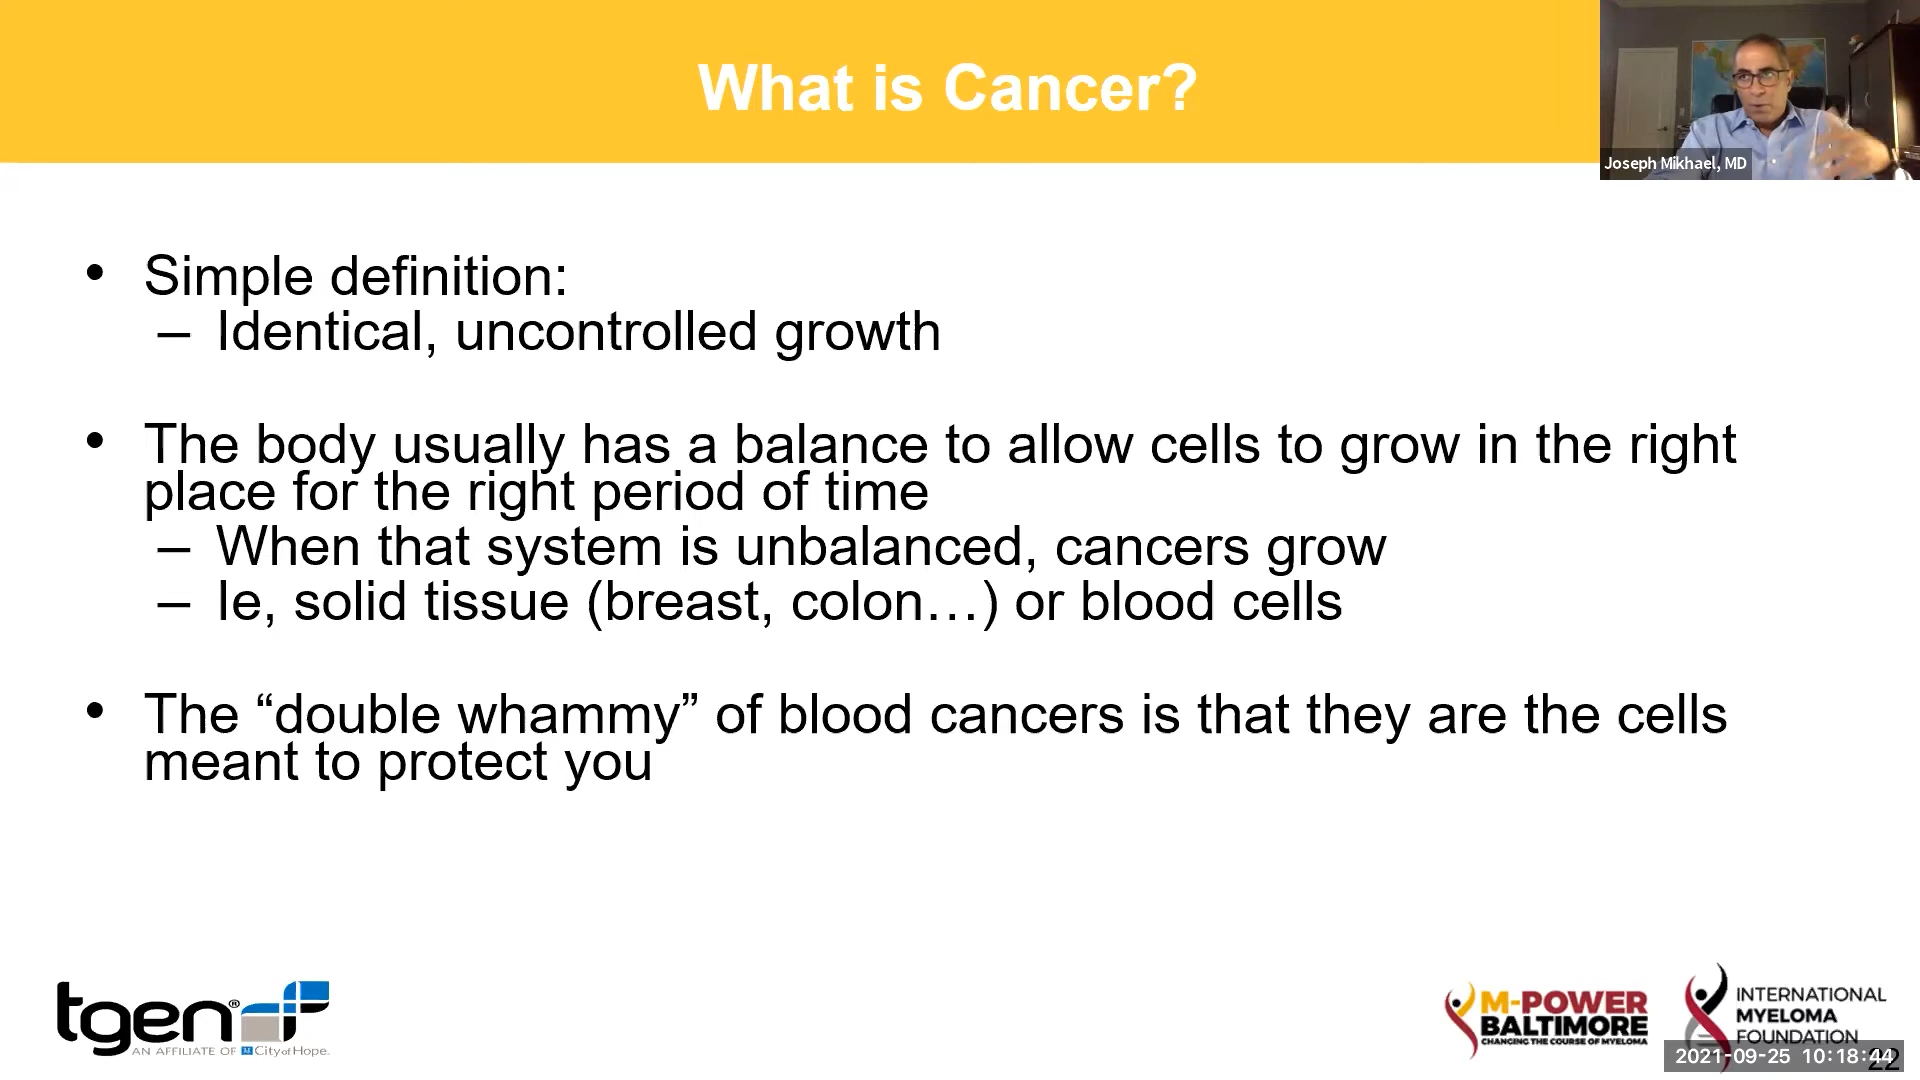 What is Cancer?
Joseph Mikhael, MD
• Simple definition:
– Identical, uncontrolled growth
• The body usually has a balance to allow cells to grow in the right
place for the right period of time
– When that system is unbalanced, cancers grow
– Ie, solid tissue (breast, colon…) or blood cells
• The “double whammy” of blood cancers is that they are the cells
meant to protect you
tgen®
AN AFFILIATE OF City of Hope.
M-POWER
BALTIMORE
CHANGING THE COURSE OF MYELOMA
INTERNATIONAL
MYELOMA
FOUNDATION
2021-09-25 10:18:44
22